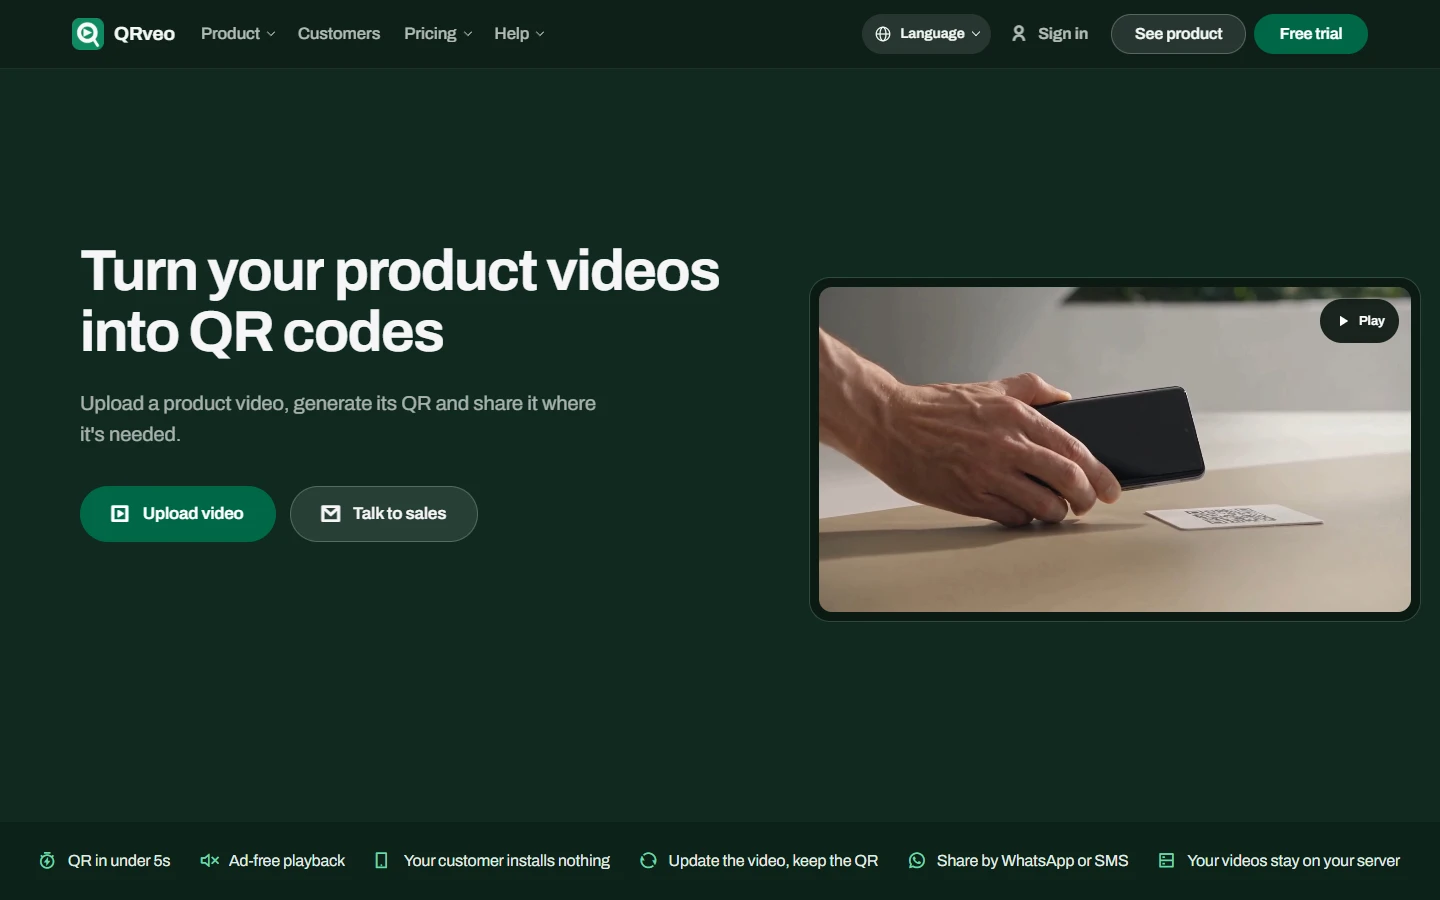 QRveo
Product
Customers
Pricing
Help
Language
Sign in
See product
Free trial
Turn your product videos
into QR codes
Upload a product video, generate its QR and share it where
it's needed.
Upload video
Talk to sales
Play
QR in under 5s
Ad-free playback
Your customer installs nothing
Update the video, keep the QR
Share by WhatsApp or SMS
Your videos stay on your server